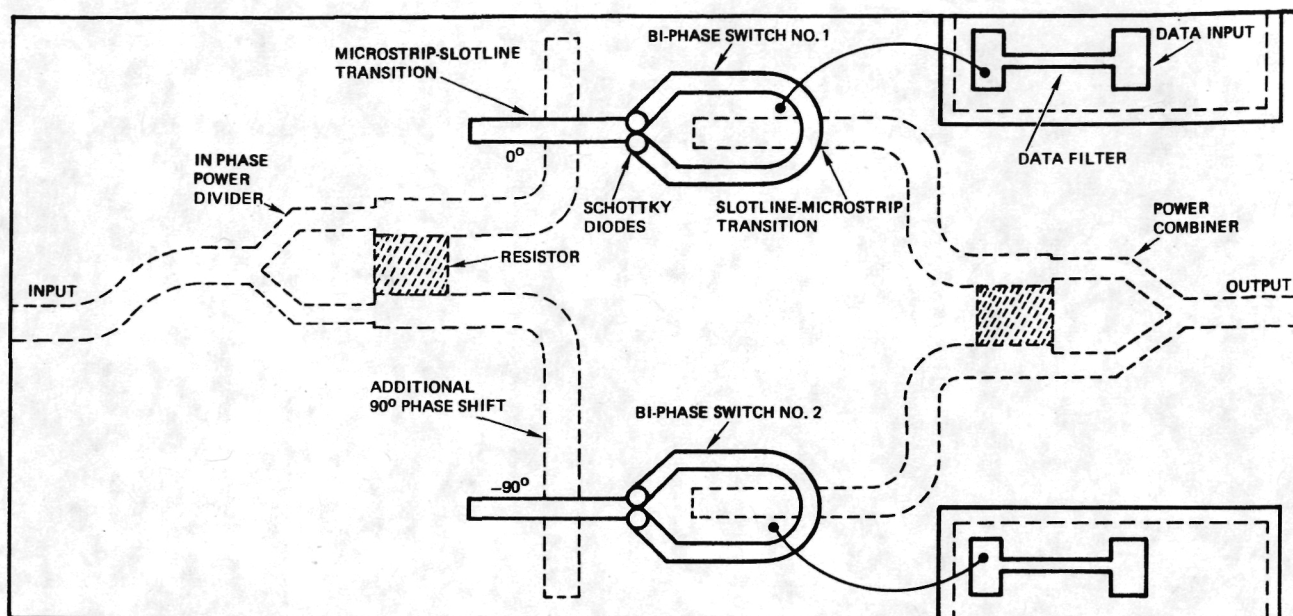 MICROSTRIP-SLOTLINE
TRANSITION
BI-PHASE SWITCH NO. 1
DATA INPUT
0°
DATA FILTER
IN PHASE
POWER
DIVIDER
SCHOTTKY
DIODES
SLOTLINE-MICROSTRIP
TRANSITION
POWER
COMBINER
RESISTOR
INPUT
OUTPUT
ADDITIONAL
90° PHASE SHIFT
BI-PHASE SWITCH NO. 2
–90°